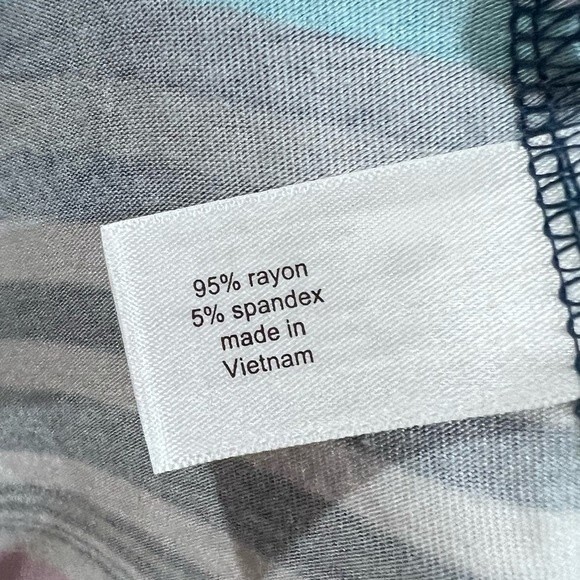 95% rayon
5% spandex
made in
Vietnam